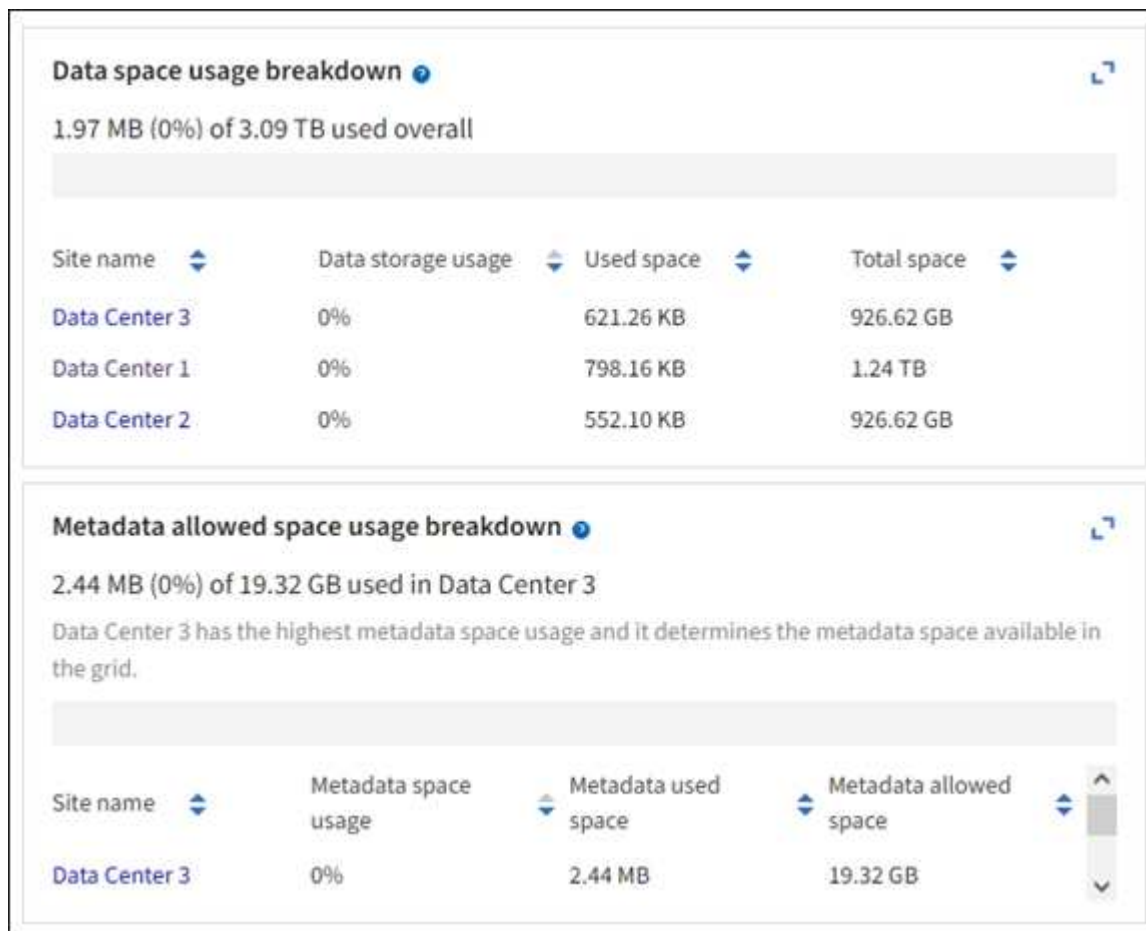 Data space usage breakdown
1.97 MB (0%) of 3.09 TB used overall
Site name Data storage usage Used space Total space
Data Center 3 0% 621.26 KB 926.62 GB
Data Center 1 0% 798.16 KB 1.24 TB
Data Center 2 0% 552.10 KB 926.62 GB
Metadata allowed space usage breakdown
2.44 MB (0%) of 19.32 GB used in Data Center 3
Data Center 3 has the highest metadata space usage and it determines the metadata space available in
the grid.
Site name Metadata space usage Metadata used space Metadata allowed space
Data Center 3 0% 2.44 MB 19.32 GB